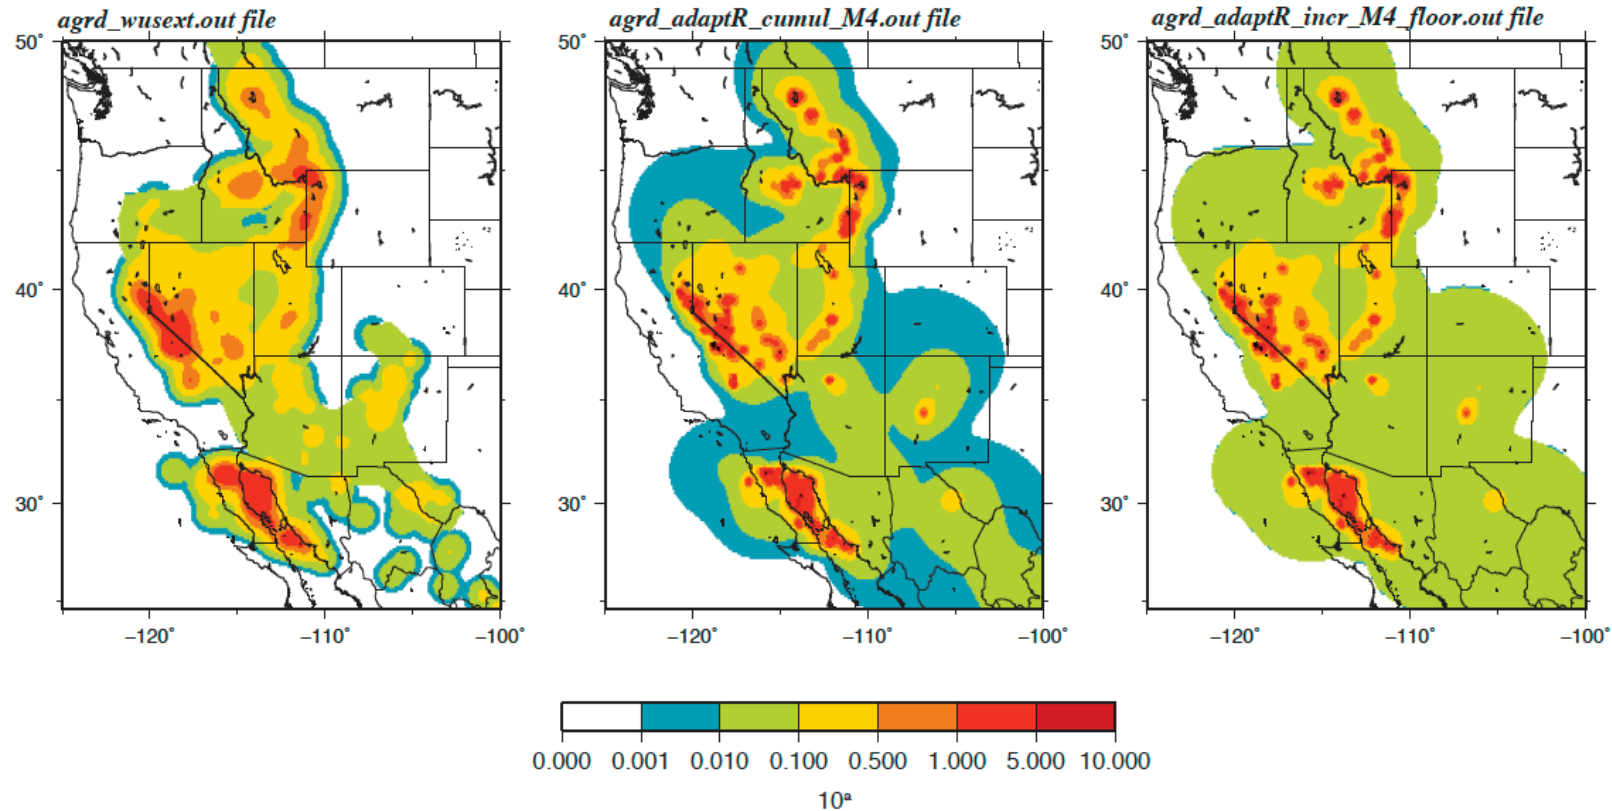 agrd_wusext.out file
agrd_adaptR_cumul_M4.out file
agrd_adaptR_incr_M4_floor.out file
50°
50°
50°
40°
40°
40°
30°
30°
30°
−120° −110° −100°
−120° −110° −100°
−120° −110° −100°
0.000 0.001 0.010 0.100 0.500 1.000 5.000 10.000
10ᵃ